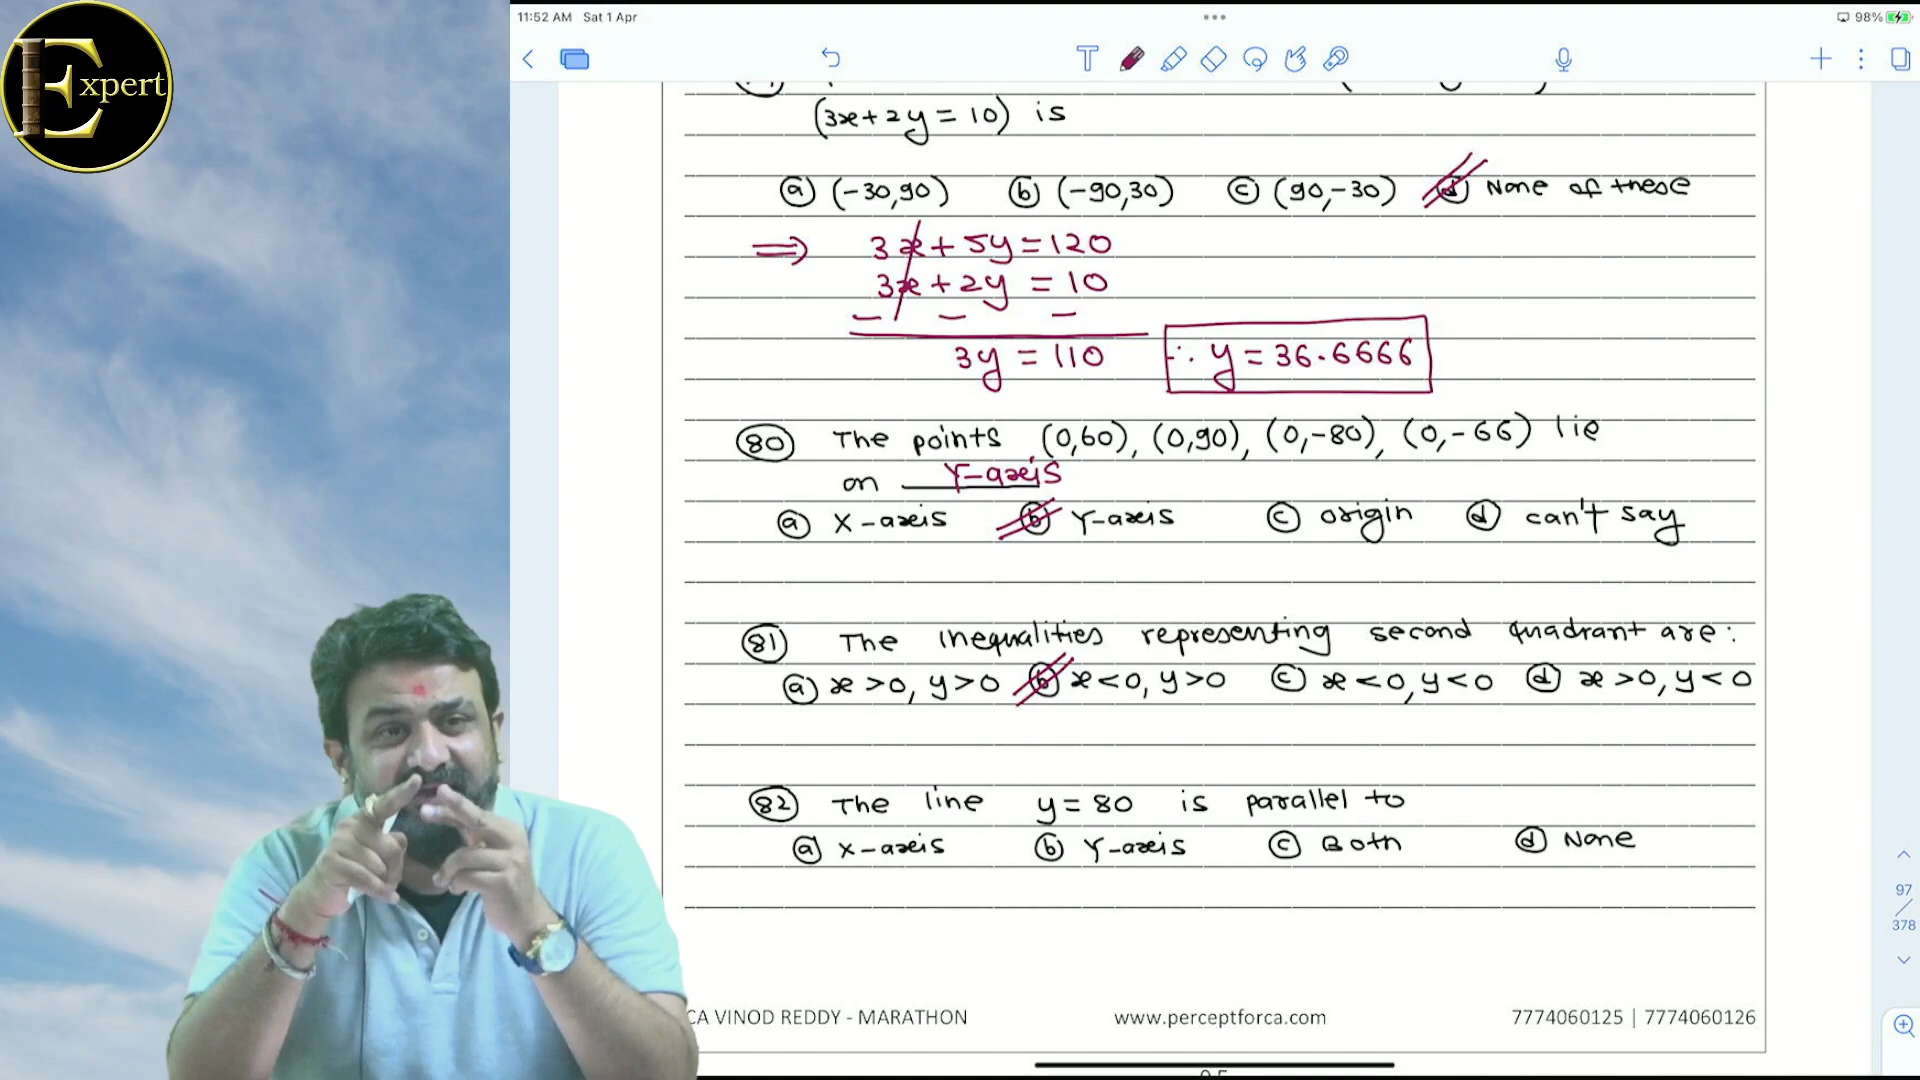 Expert
11:52 AM Sat 1 Apr
98%
(3x+2y = 10) is
(a) (-30,90) (b) (-90,30) (c) (90,-30) (d) None of these
⇒ 3x + 5y = 120
3x + 2y = 10
– – –
3y = 110 ∴ y = 36.6666
(80) The points (0,60), (0,90), (0,-80), (0,-66) lie
on Y-axis
(a) X-axis (b) Y-axis (c) origin (d) can't say
(81) The inequalities representing second quadrant are:
(a) x >0, y>0 (b) x<0, y>0 (c) x<0, y<0 (d) x>0, y<0
(82) The line y = 80 is parallel to
(a) X-axis (b) Y-axis (c) Both (d) None
97
378
CA VINOD REDDY - MARATHON www.perceptforca.com 7774060125 | 7774060126